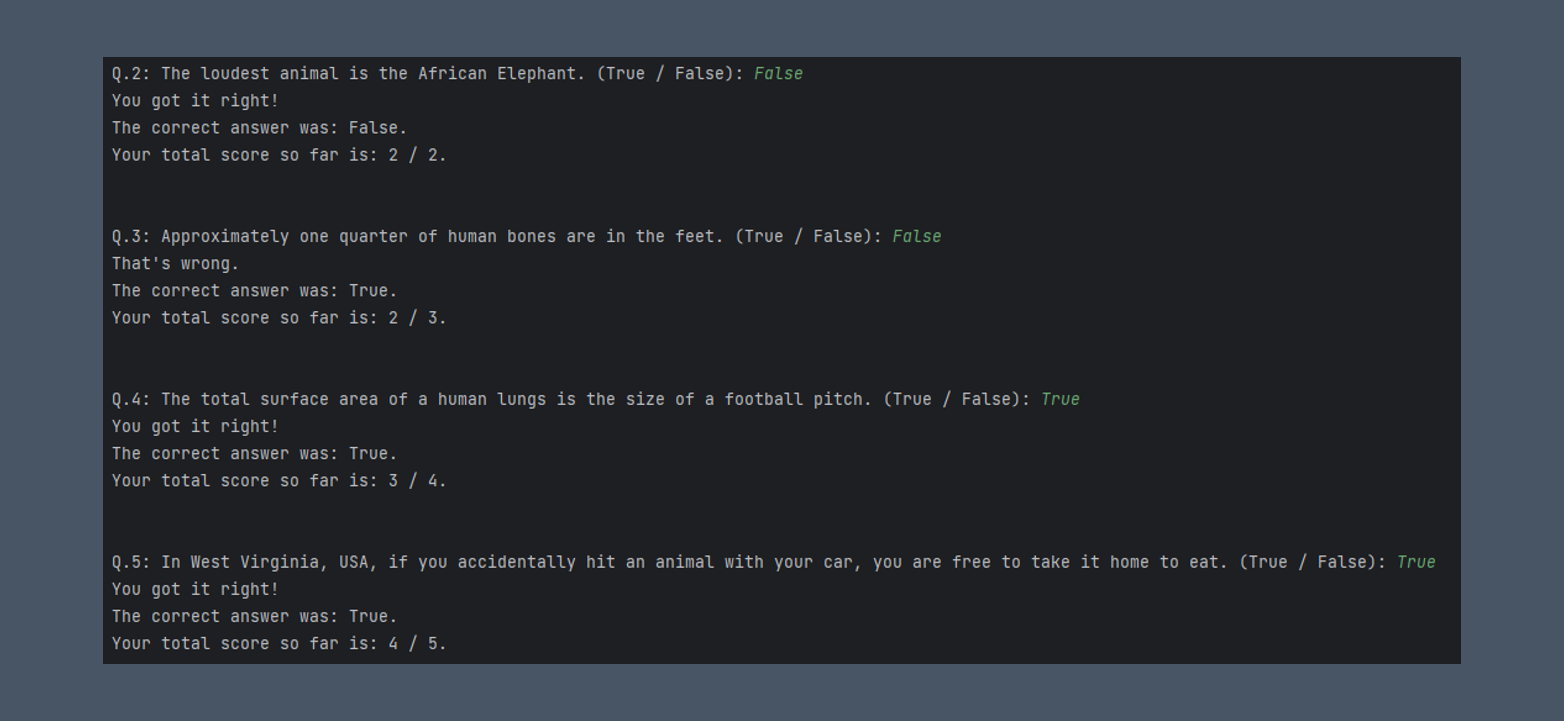 Q.2: The loudest animal is the African Elephant. (True / False): False
You got it right!
The correct answer was: False.
Your total score so far is: 2 / 2.
Q.3: Approximately one quarter of human bones are in the feet. (True / False): False
That's wrong.
The correct answer was: True.
Your total score so far is: 2 / 3.
Q.4: The total surface area of a human lungs is the size of a football pitch. (True / False): True
You got it right!
The correct answer was: True.
Your total score so far is: 3 / 4.
Q.5: In West Virginia, USA, if you accidentally hit an animal with your car, you are free to take it home to eat. (True / False): True
You got it right!
The correct answer was: True.
Your total score so far is: 4 / 5.